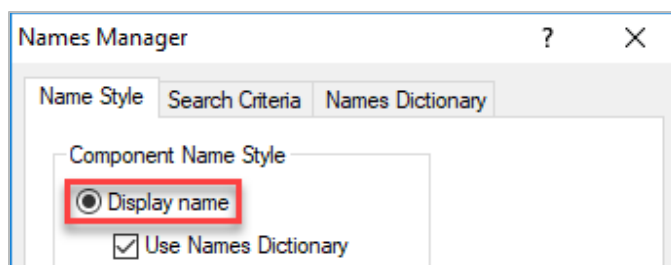 Names Manager ? ×
Name Style Search Criteria Names Dictionary
Component Name Style
Display name
Use Names Dictionary